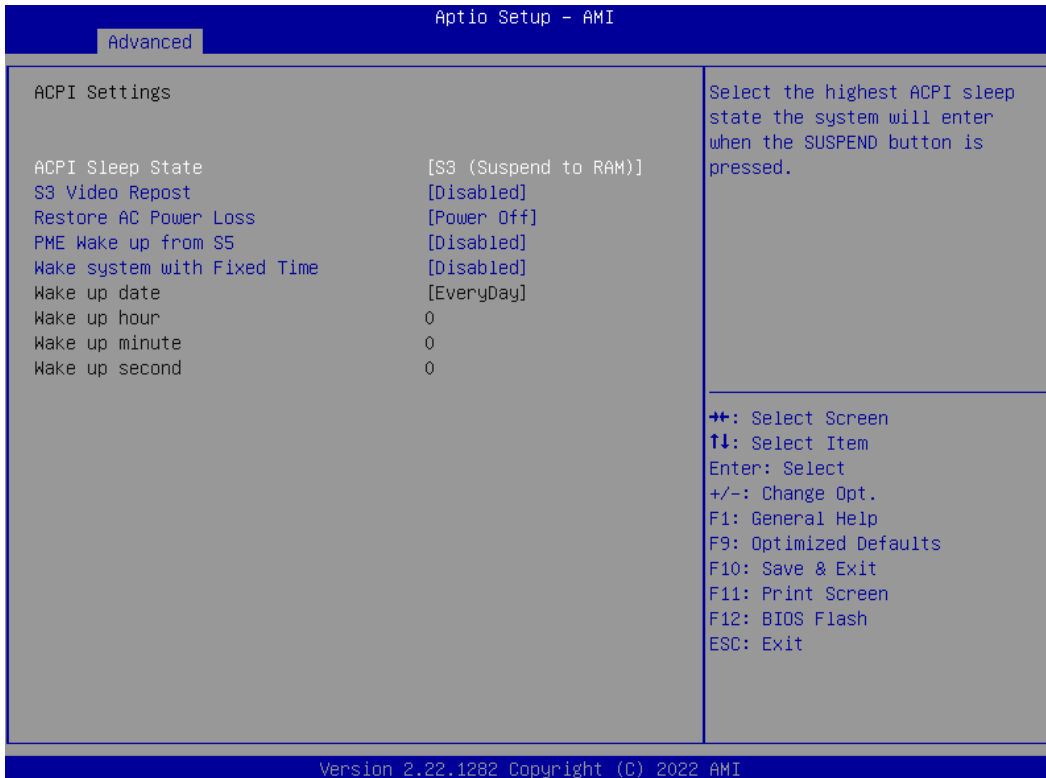 Aptio Setup – AMI
Advanced
ACPI Settings
ACPI Sleep State [S3 (Suspend to RAM)]
S3 Video Repost [Disabled]
Restore AC Power Loss [Power Off]
PME Wake up from S5 [Disabled]
Wake system with Fixed Time [Disabled]
Wake up date [EveryDay]
Wake up hour 0
Wake up minute 0
Wake up second 0
Select the highest ACPI sleep
state the system will enter
when the SUSPEND button is
pressed.
→←: Select Screen
↑↓: Select Item
Enter: Select
+/-: Change Opt.
F1: General Help
F9: Optimized Defaults
F10: Save & Exit
F11: Print Screen
F12: BIOS Flash
ESC: Exit
Version 2.22.1282 Copyright (C) 2022 AMI